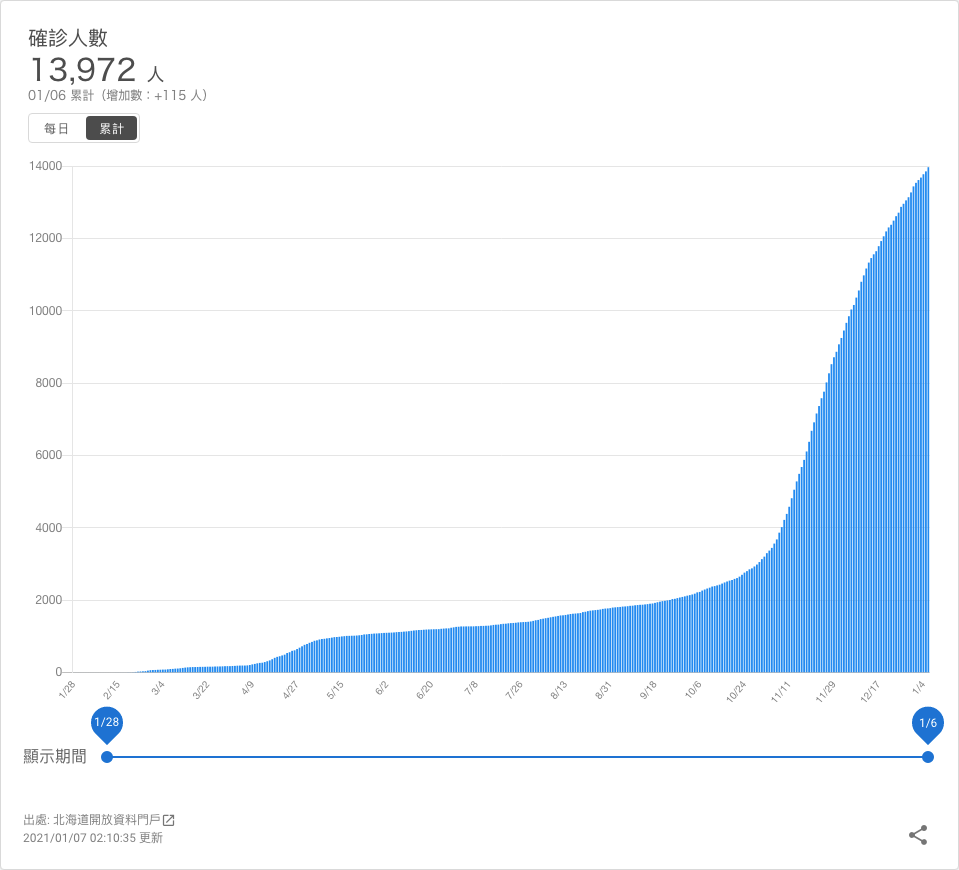 確診人數
13,972 人
01/06 累計（增加數：+115 人）
每日 累計
14000
12000
10000
8000
6000
4000
2000
0
1/28 2/15 3/4 3/22 4/9 4/27 5/15 6/2 6/20 7/8 7/26 8/13 8/31 9/18 10/6 10/24 11/11 11/29 12/17 1/4
1/28 1/6
顯示期間
出處: 北海道開放資料門戶
2021/01/07 02:10:35 更新